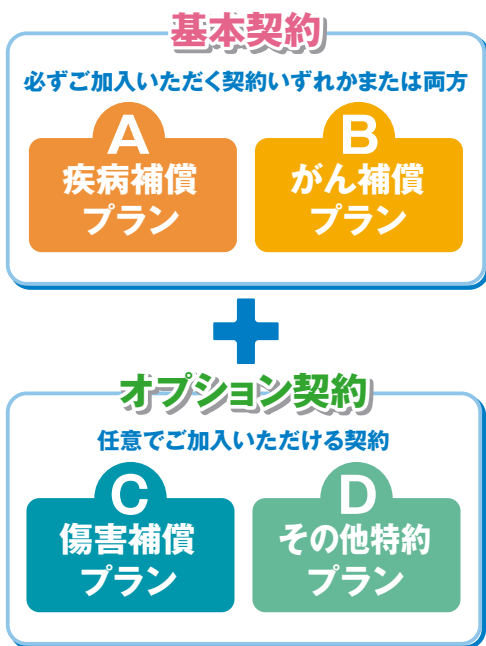 基本契約
必ずご加入いただく契約いずれかまたは両方
A
疾病補償
プラン
B
がん補償
プラン
+
オプション契約
任意でご加入いただける契約
C
傷害補償
プラン
D
その他特約
プラン